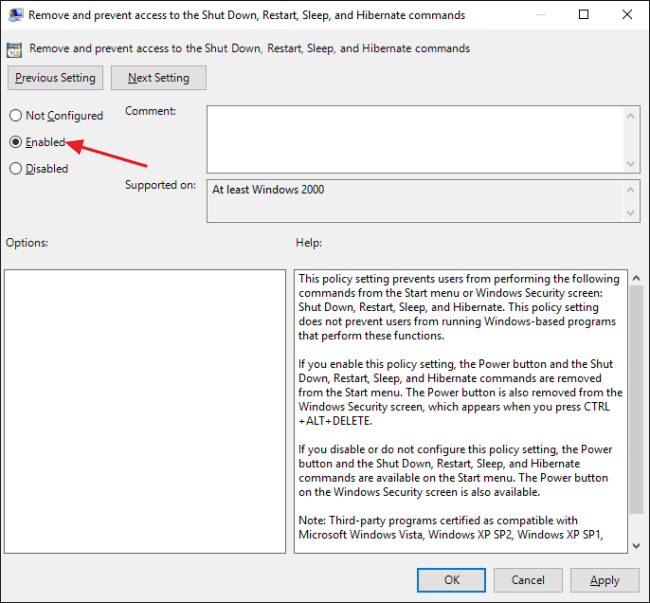 Remove and prevent access to the Shut Down, Restart, Sleep, and Hibernate commands
Remove and prevent access to the Shut Down, Restart, Sleep, and Hibernate commands
Previous Setting
Next Setting
Not Configured
Enabled
Disabled
Comment:
Supported on:
At least Windows 2000
Options:
Help:
This policy setting prevents users from performing the following
commands from the Start menu or Windows Security screen:
Shut Down, Restart, Sleep, and Hibernate. This policy setting
does not prevent users from running Windows-based programs
that perform these functions.
If you enable this policy setting, the Power button and the Shut
Down, Restart, Sleep, and Hibernate commands are removed
from the Start menu. The Power button is also removed from the
Windows Security screen, which appears when you press CTRL
+ALT+DELETE.
If you disable or do not configure this policy setting, the Power
button and the Shut Down, Restart, Sleep, and Hibernate
commands are available on the Start menu. The Power button
on the Windows Security screen is also available.
Note: Third-party programs certified as compatible with
Microsoft Windows Vista, Windows XP SP2, Windows XP SP1,
OK
Cancel
Apply